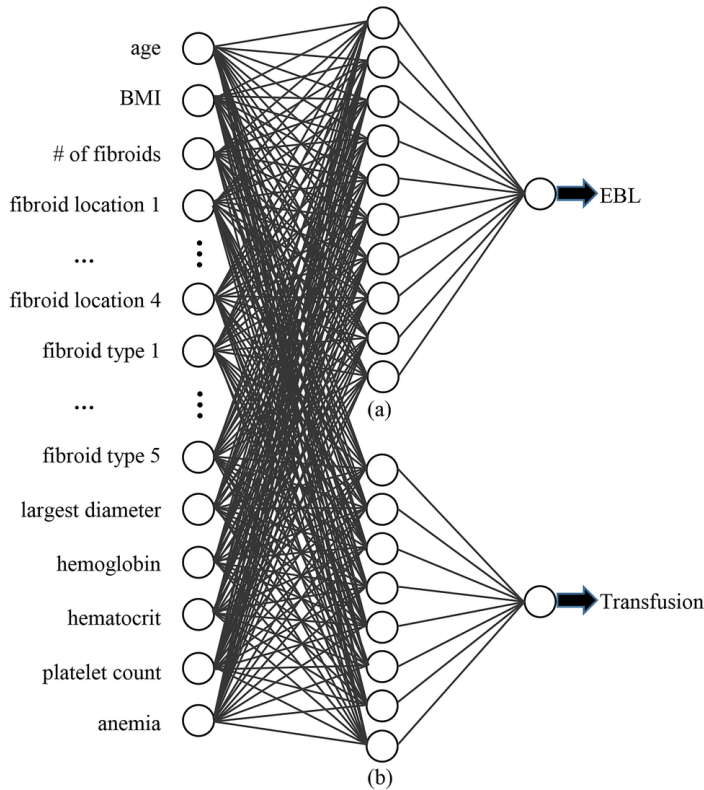 age
BMI
# of fibroids
fibroid location 1
...
fibroid location 4
fibroid type 1
...
fibroid type 5
largest diameter
hemoglobin
hematocrit
platelet count
anemia
EBL
(a)
Transfusion
(b)